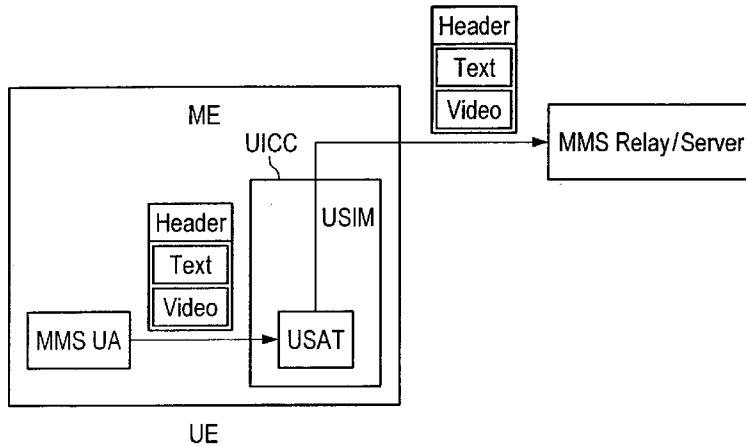 Header
Text
Video
ME
UICC
MMS Relay/Server
USIM
Header
Text
Video
MMS UA
USAT
UE